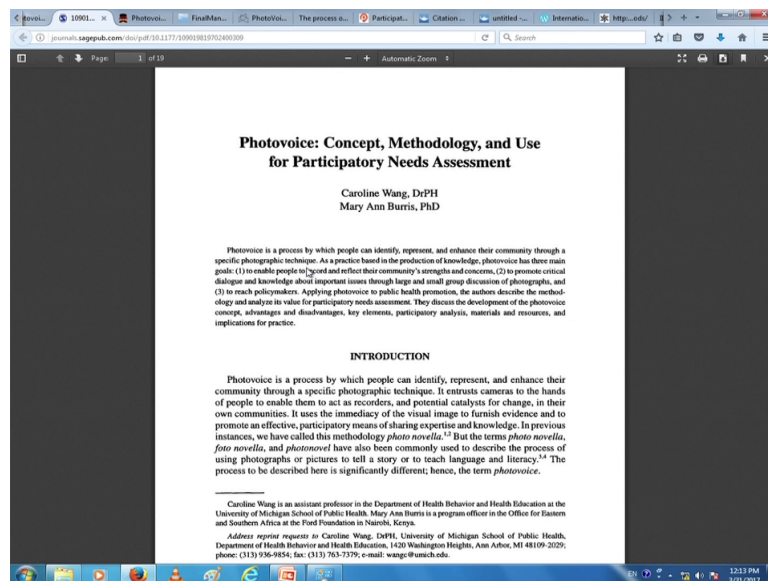 tovoi...
10901...
Photovoi...
FinalMan...
PhotoVoi...
The process o...
Participat...
Citation ...
untitled -...
Internatio...
http:...ods/
journals.sagepub.com/doi/pdf/10.1177/109019819702400309
Search
Page: 1 of 19
Automatic Zoom
Photovoice: Concept, Methodology, and Use
for Participatory Needs Assessment
Caroline Wang, DrPH
Mary Ann Burris, PhD
Photovoice is a process by which people can identify, represent, and enhance their community through a
specific photographic technique. As a practice based in the production of knowledge, photovoice has three main
goals: (1) to enable people to record and reflect their community's strengths and concerns, (2) to promote critical
dialogue and knowledge about important issues through large and small group discussion of photographs, and
(3) to reach policymakers. Applying photovoice to public health promotion, the authors describe the method-
ology and analyze its value for participatory needs assessment. They discuss the development of the photovoice
concept, advantages and disadvantages, key elements, participatory analysis, materials and resources, and
implications for practice.
INTRODUCTION
Photovoice is a process by which people can identify, represent, and enhance their
community through a specific photographic technique. It entrusts cameras to the hands
of people to enable them to act as recorders, and potential catalysts for change, in their
own communities. It uses the immediacy of the visual image to furnish evidence and to
promote an effective, participatory means of sharing expertise and knowledge. In previous
instances, we have called this methodology photo novella.1,2 But the terms photo novella,
foto novella, and photonovel have also been commonly used to describe the process of
using photographs or pictures to tell a story or to teach language and literacy.3,4 The
process to be described here is significantly different; hence, the term photovoice.
Caroline Wang is an assistant professor in the Department of Health Behavior and Health Education at the
University of Michigan School of Public Health. Mary Ann Burris is a program officer in the Office for Eastern
and Southern Africa at the Ford Foundation in Nairobi, Kenya.
Address reprint requests to Caroline Wang, DrPH, University of Michigan School of Public Health,
Department of Health Behavior and Health Education, 1420 Washington Heights, Ann Arbor, MI 48109-2029;
phone: (313) 936-9854; fax: (313) 763-7379; e-mail: wangc@umich.edu.
EN
12:13 PM
3/21/2017